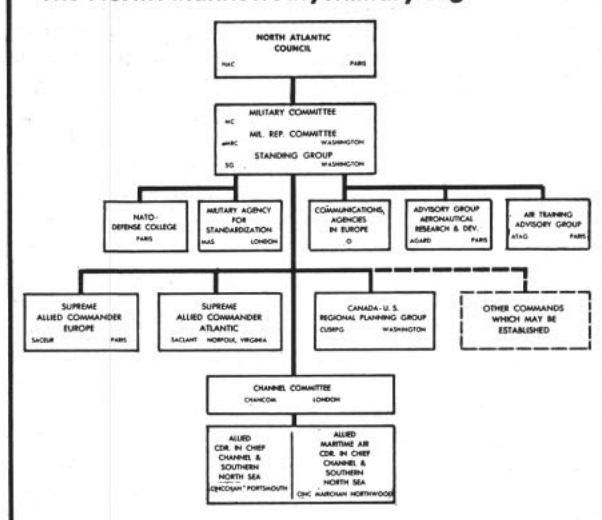 NORTH ATLANTIC
COUNCIL
NAC PARIS
MILITARY COMMITTEE
MC
MIL. REP. COMMITTEE
WASHINGTON
STANDING GROUP
SG WASHINGTON
NATO-
DEFENSE COLLEGE
PARIS
MILITARY AGENCY
FOR
STANDARDIZATION
MAS LONDON
COMMUNICATIONS,
AGENCIES
IN EUROPE
O
ADVISORY GROUP
AERONAUTICAL
RESEARCH & DEV.
AGARD PARIS
AIR TRAINING
ADVISORY GROUP
ATAG PARIS
SUPREME
ALLIED COMMANDER
EUROPE
SACEUR PARIS
SUPREME
ALLIED COMMANDER
ATLANTIC
SACLANT NORFOLK, VIRGINIA
CANADA-U.S.
REGIONAL PLANNING GROUP
CUSRPG WASHINGTON
OTHER COMMANDS
WHICH MAY BE
ESTABLISHED
CHANNEL COMMITTEE
CHANCOM LONDON
ALLIED
CDR. IN CHIEF
CHANNEL &
SOUTHERN
NORTH SEA
PORTSMOUTH
ALLIED
MARITIME AIR
CDR. IN CHIEF
CHANNEL &
SOUTHERN
NORTH SEA
CINC MAIRCHAN NORTHWOOD